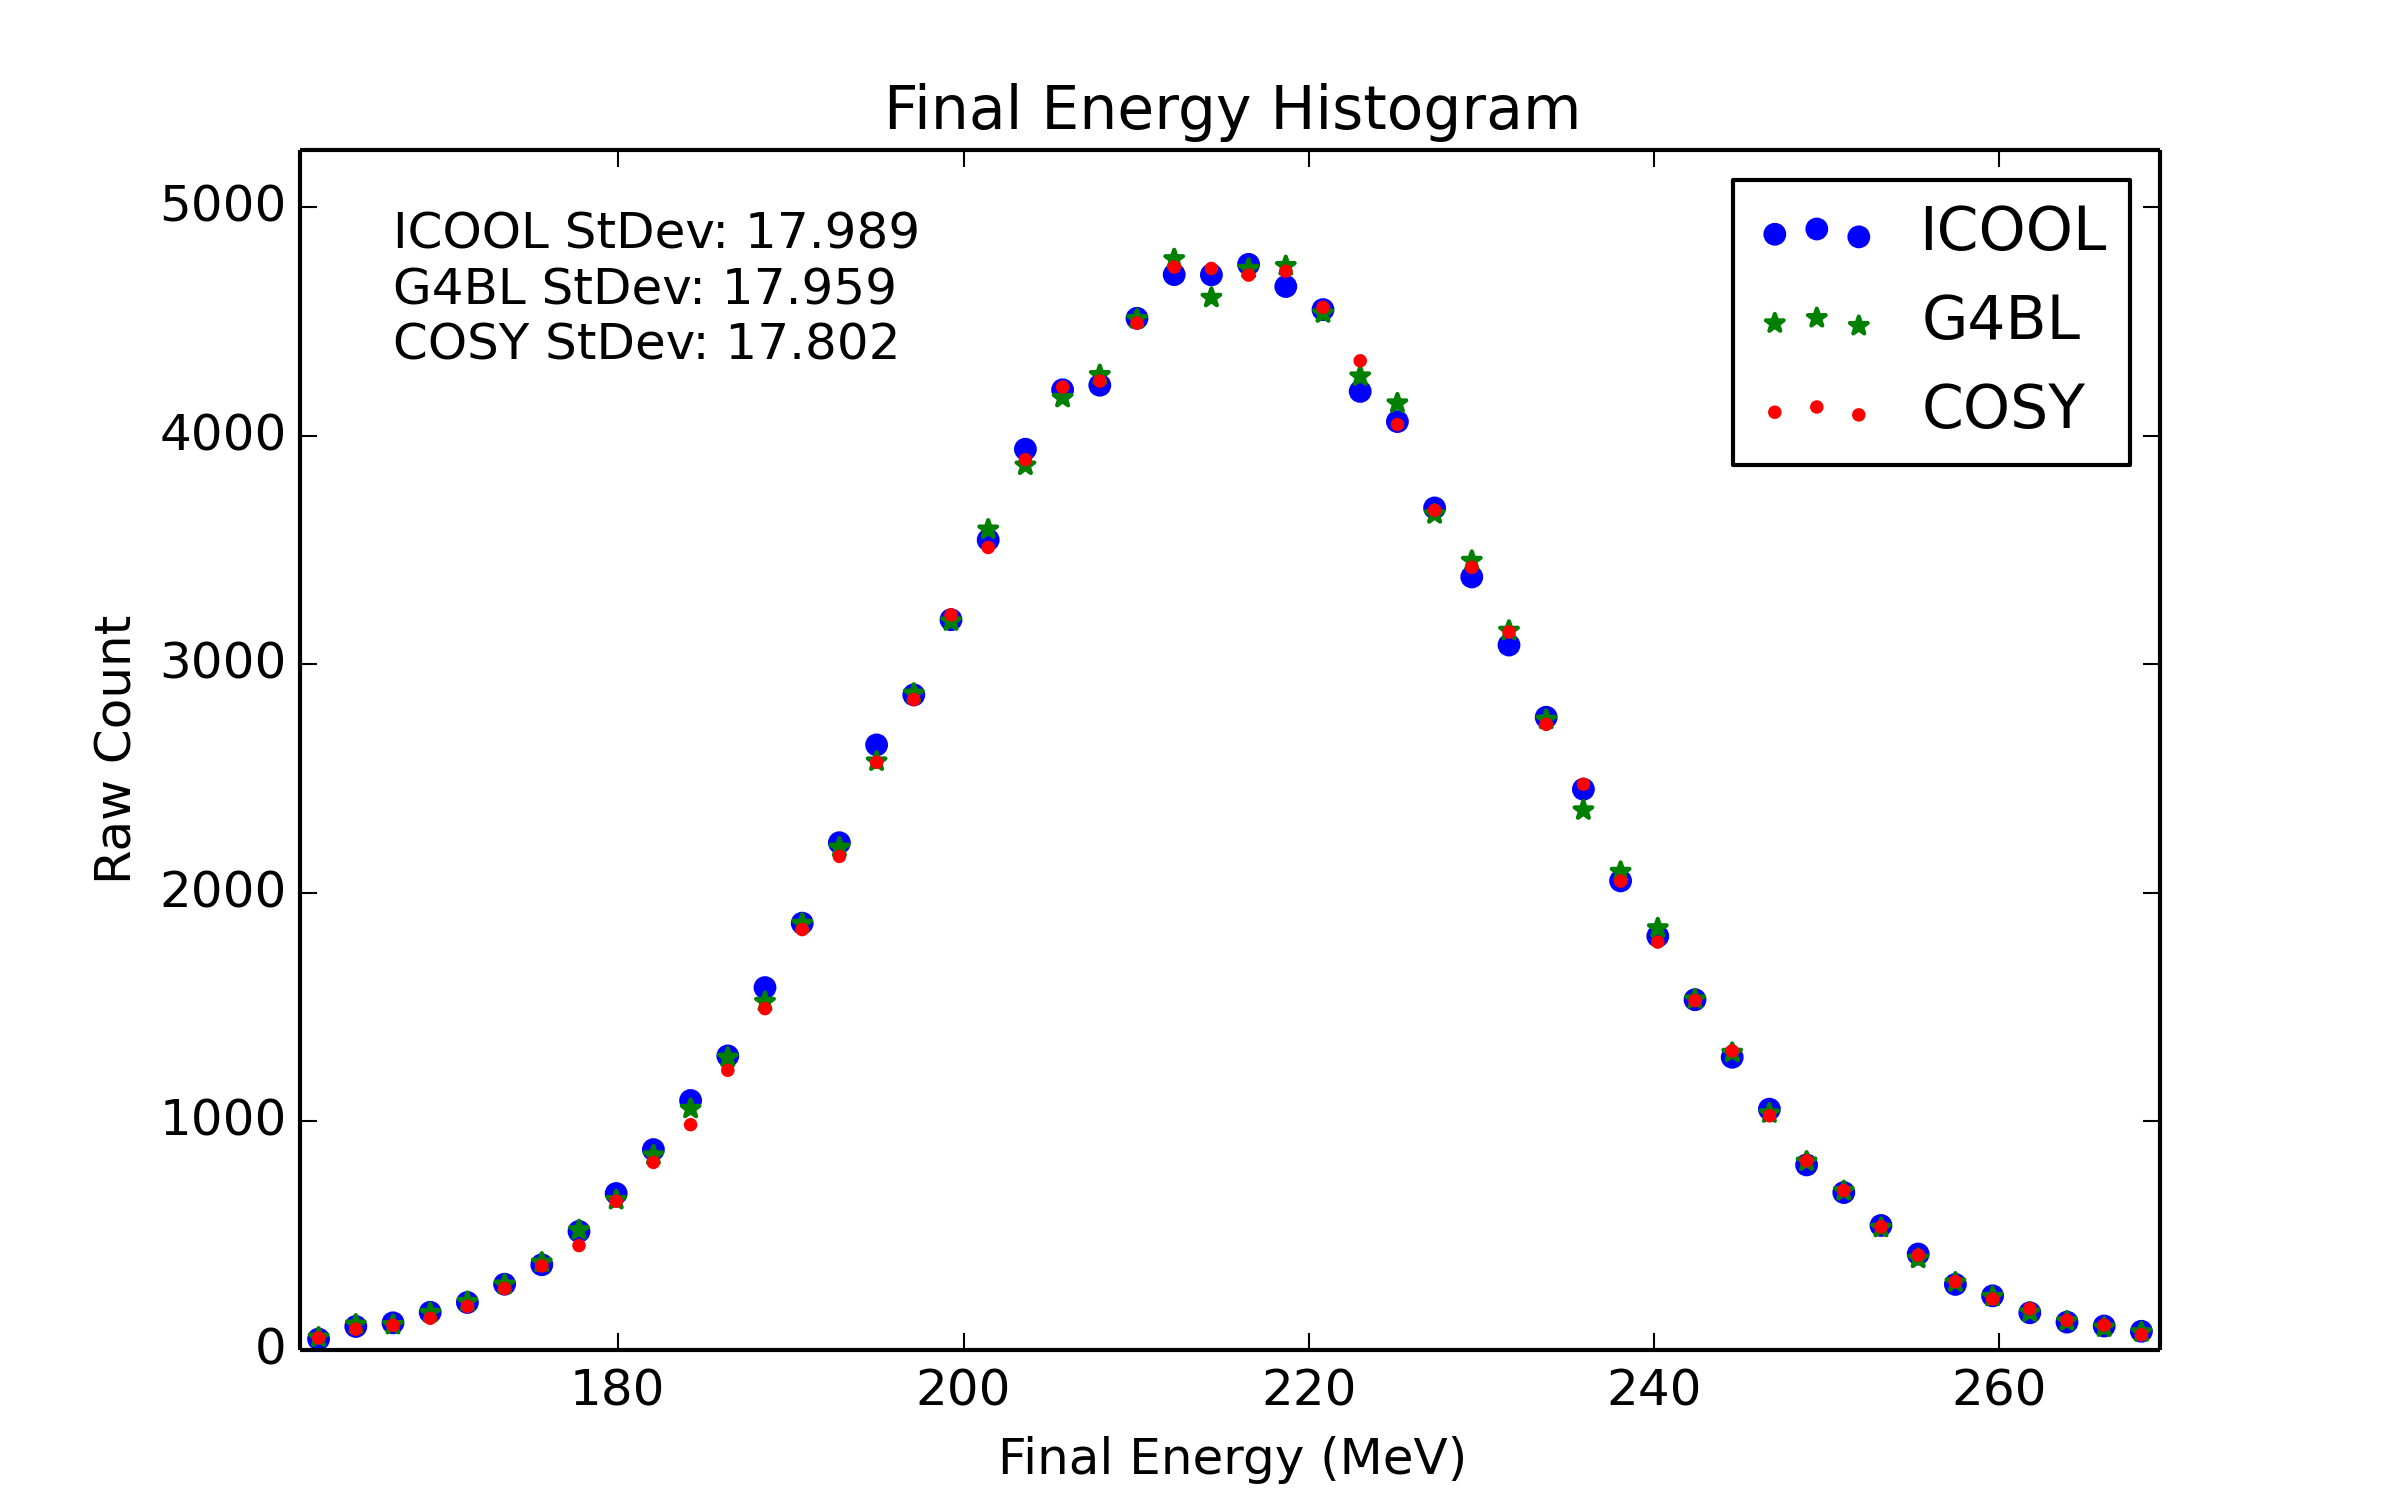 Final Energy Histogram
5000
4000
3000
2000
1000
0
Raw Count
ICOOL StDev: 17.989
G4BL StDev: 17.959
COSY StDev: 17.802
ICOOL
G4BL
COSY
180 200 220 240 260
Final Energy (MeV)